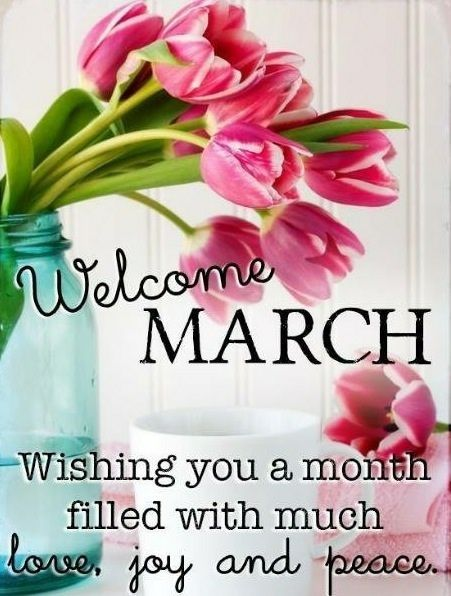 Welcome
MARCH
Wishing you a month
filled with much
love, joy and peace.